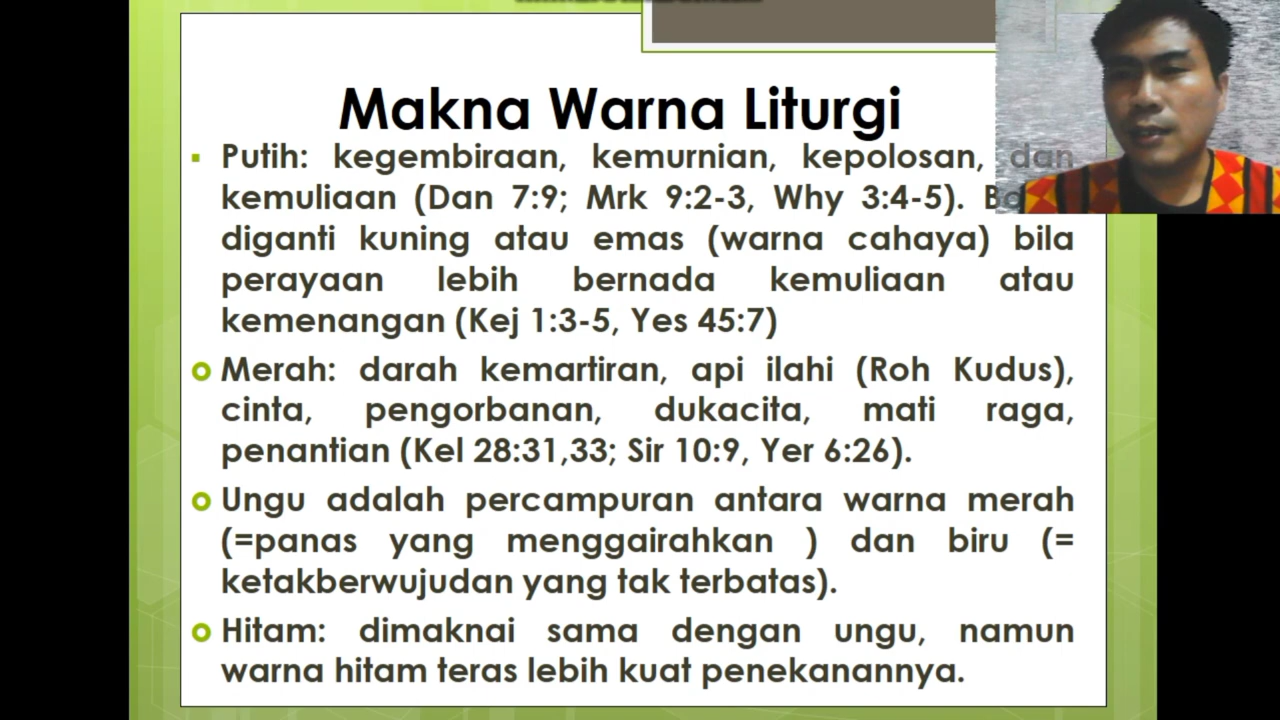 Makna Warna Liturgi
Putih: kegembiraan, kemurnian, kepolosan, dan
kemuliaan (Dan 7:9; Mrk 9:2-3, Why 3:4-5).
diganti kuning atau emas (warna cahaya) bila
perayaan lebih bernada kemuliaan atau
kemenangan (Kej 1:3-5, Yes 45:7)
Merah: darah kemartiran, api ilahi (Roh Kudus),
cinta, pengorbanan, dukacita, mati raga,
penantian (Kel 28:31,33; Sir 10:9, Yer 6:26).
Ungu adalah percampuran antara warna merah
(=panas yang menggairahkan ) dan biru (=
ketakberwujudan yang tak terbatas).
Hitam: dimaknai sama dengan ungu, namun
warna hitam teras lebih kuat penekanannya.